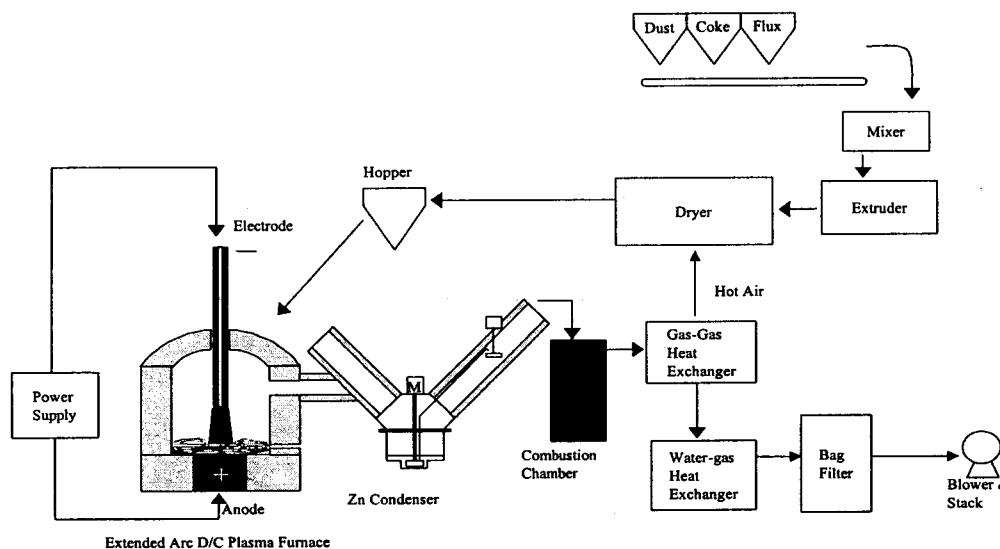 Dust Coke Flux
Mixer
Hopper
Dryer
Extruder
Electrode
Hot Air
Gas-Gas
Heat
Exchanger
M
Power
Supply
+
Combustion
Chamber
Water-gas
Heat
Exchanger
Bag
Filter
Blower &
Stack
Zn Condenser
Anode
Extended Arc D/C Plasma Furnace